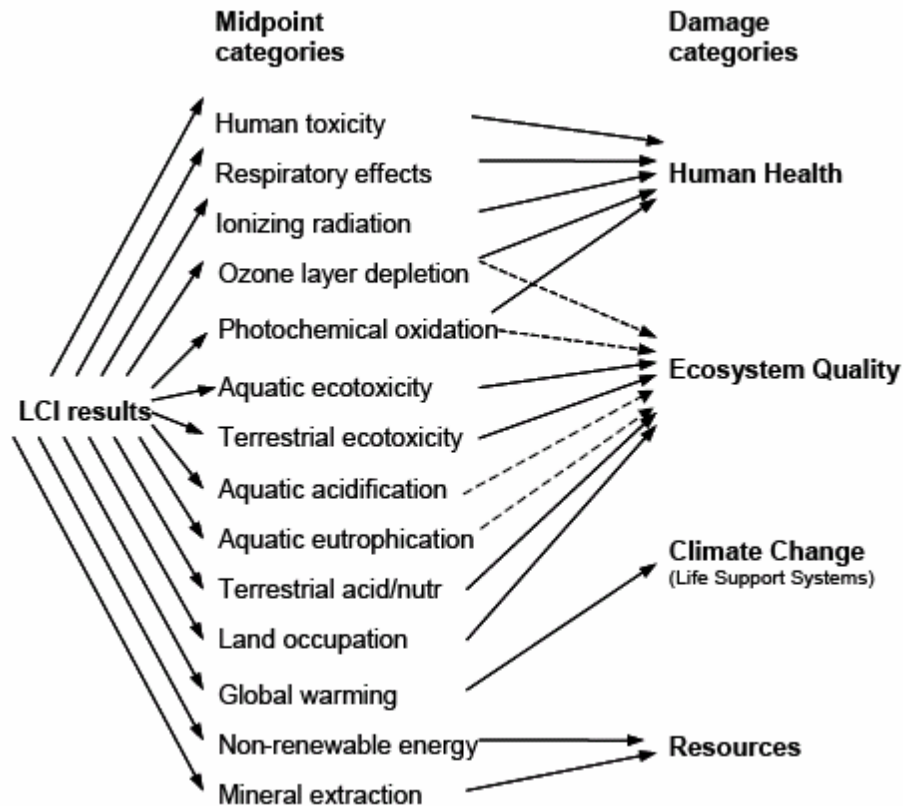 Midpoint
categories
Damage
categories
Human toxicity
Respiratory effects
Human Health
Ionizing radiation
Ozone layer depletion
Photochemical oxidation
Ecosystem Quality
Aquatic ecotoxicity
LCI results
Terrestrial ecotoxicity
Aquatic acidification
Aquatic eutrophication
Climate Change
(Life Support Systems)
Terrestrial acid/nutr
Land occupation
Global warming
Non-renewable energy
Resources
Mineral extraction